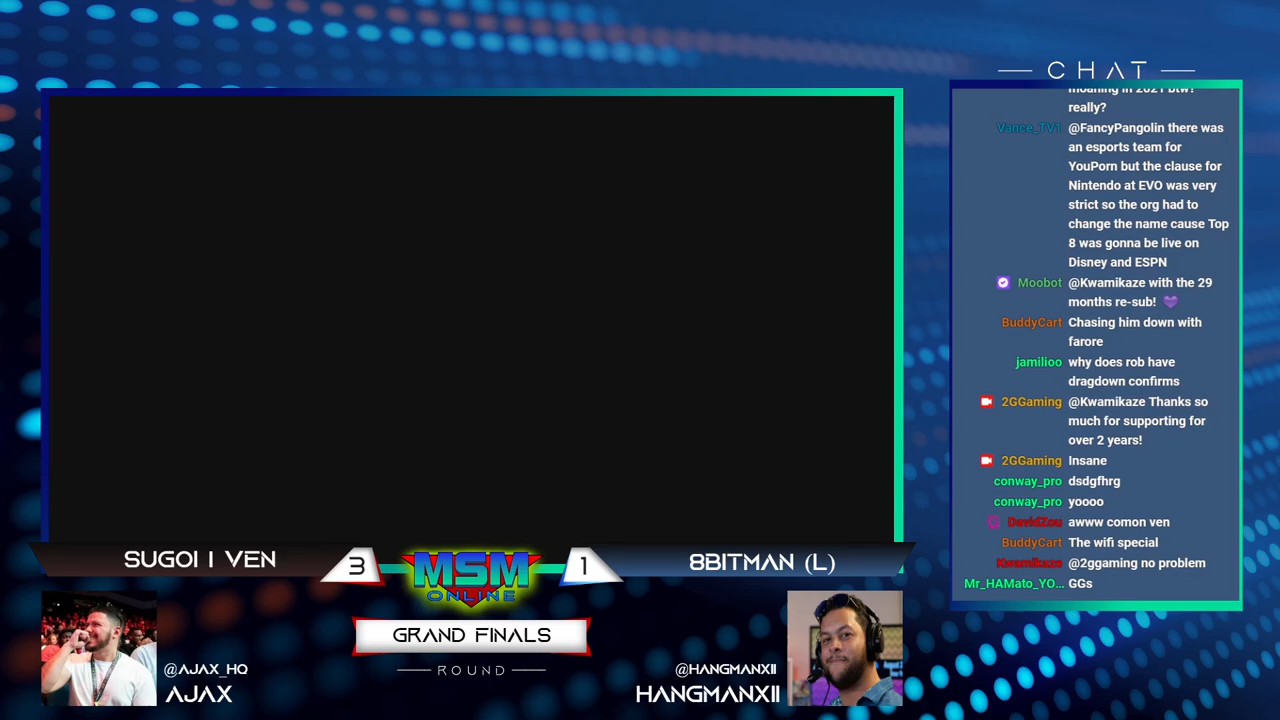 CHAT
moaning in 2021 btw?
really?
Vance_TV1 @FancyPangolin there was
an esports team for
YouPorn but the clause for
Nintendo at EVO was very
strict so the org had to
change the name cause Top
8 was gonna be live on
Disney and ESPN
Moobot @Kwamikaze with the 29
months re-sub! 💜
BuddyCart Chasing him down with
farore
jamilioo why does rob have
dragdown confirms
2GGaming @Kwamikaze Thanks so
much for supporting for
over 2 years!
2GGaming Insane
conway_pro dsdgfhrg
conway_pro yoooo
DavidZou awww comon ven
BuddyCart The wifi special
Kwamikaze @2ggaming no problem
Mr_HAMato_YO... GGs
SUGOI | VEN 3 MSM 1 8BITMAN (L)
ONLINE
GRAND FINALS
ROUND
@AJAX_HQ
AJAX
@HANGMANXII
HANGMANXII